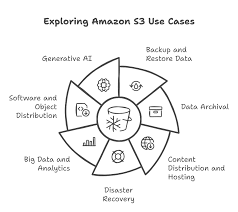 Exploring Amazon S3 Use Cases
Generative AI
Backup and
Restore Data
Software and
Object
Distribution
Data Archival
Big Data and
Analytics
Content
Distribution and
Hosting
Disaster
Recovery